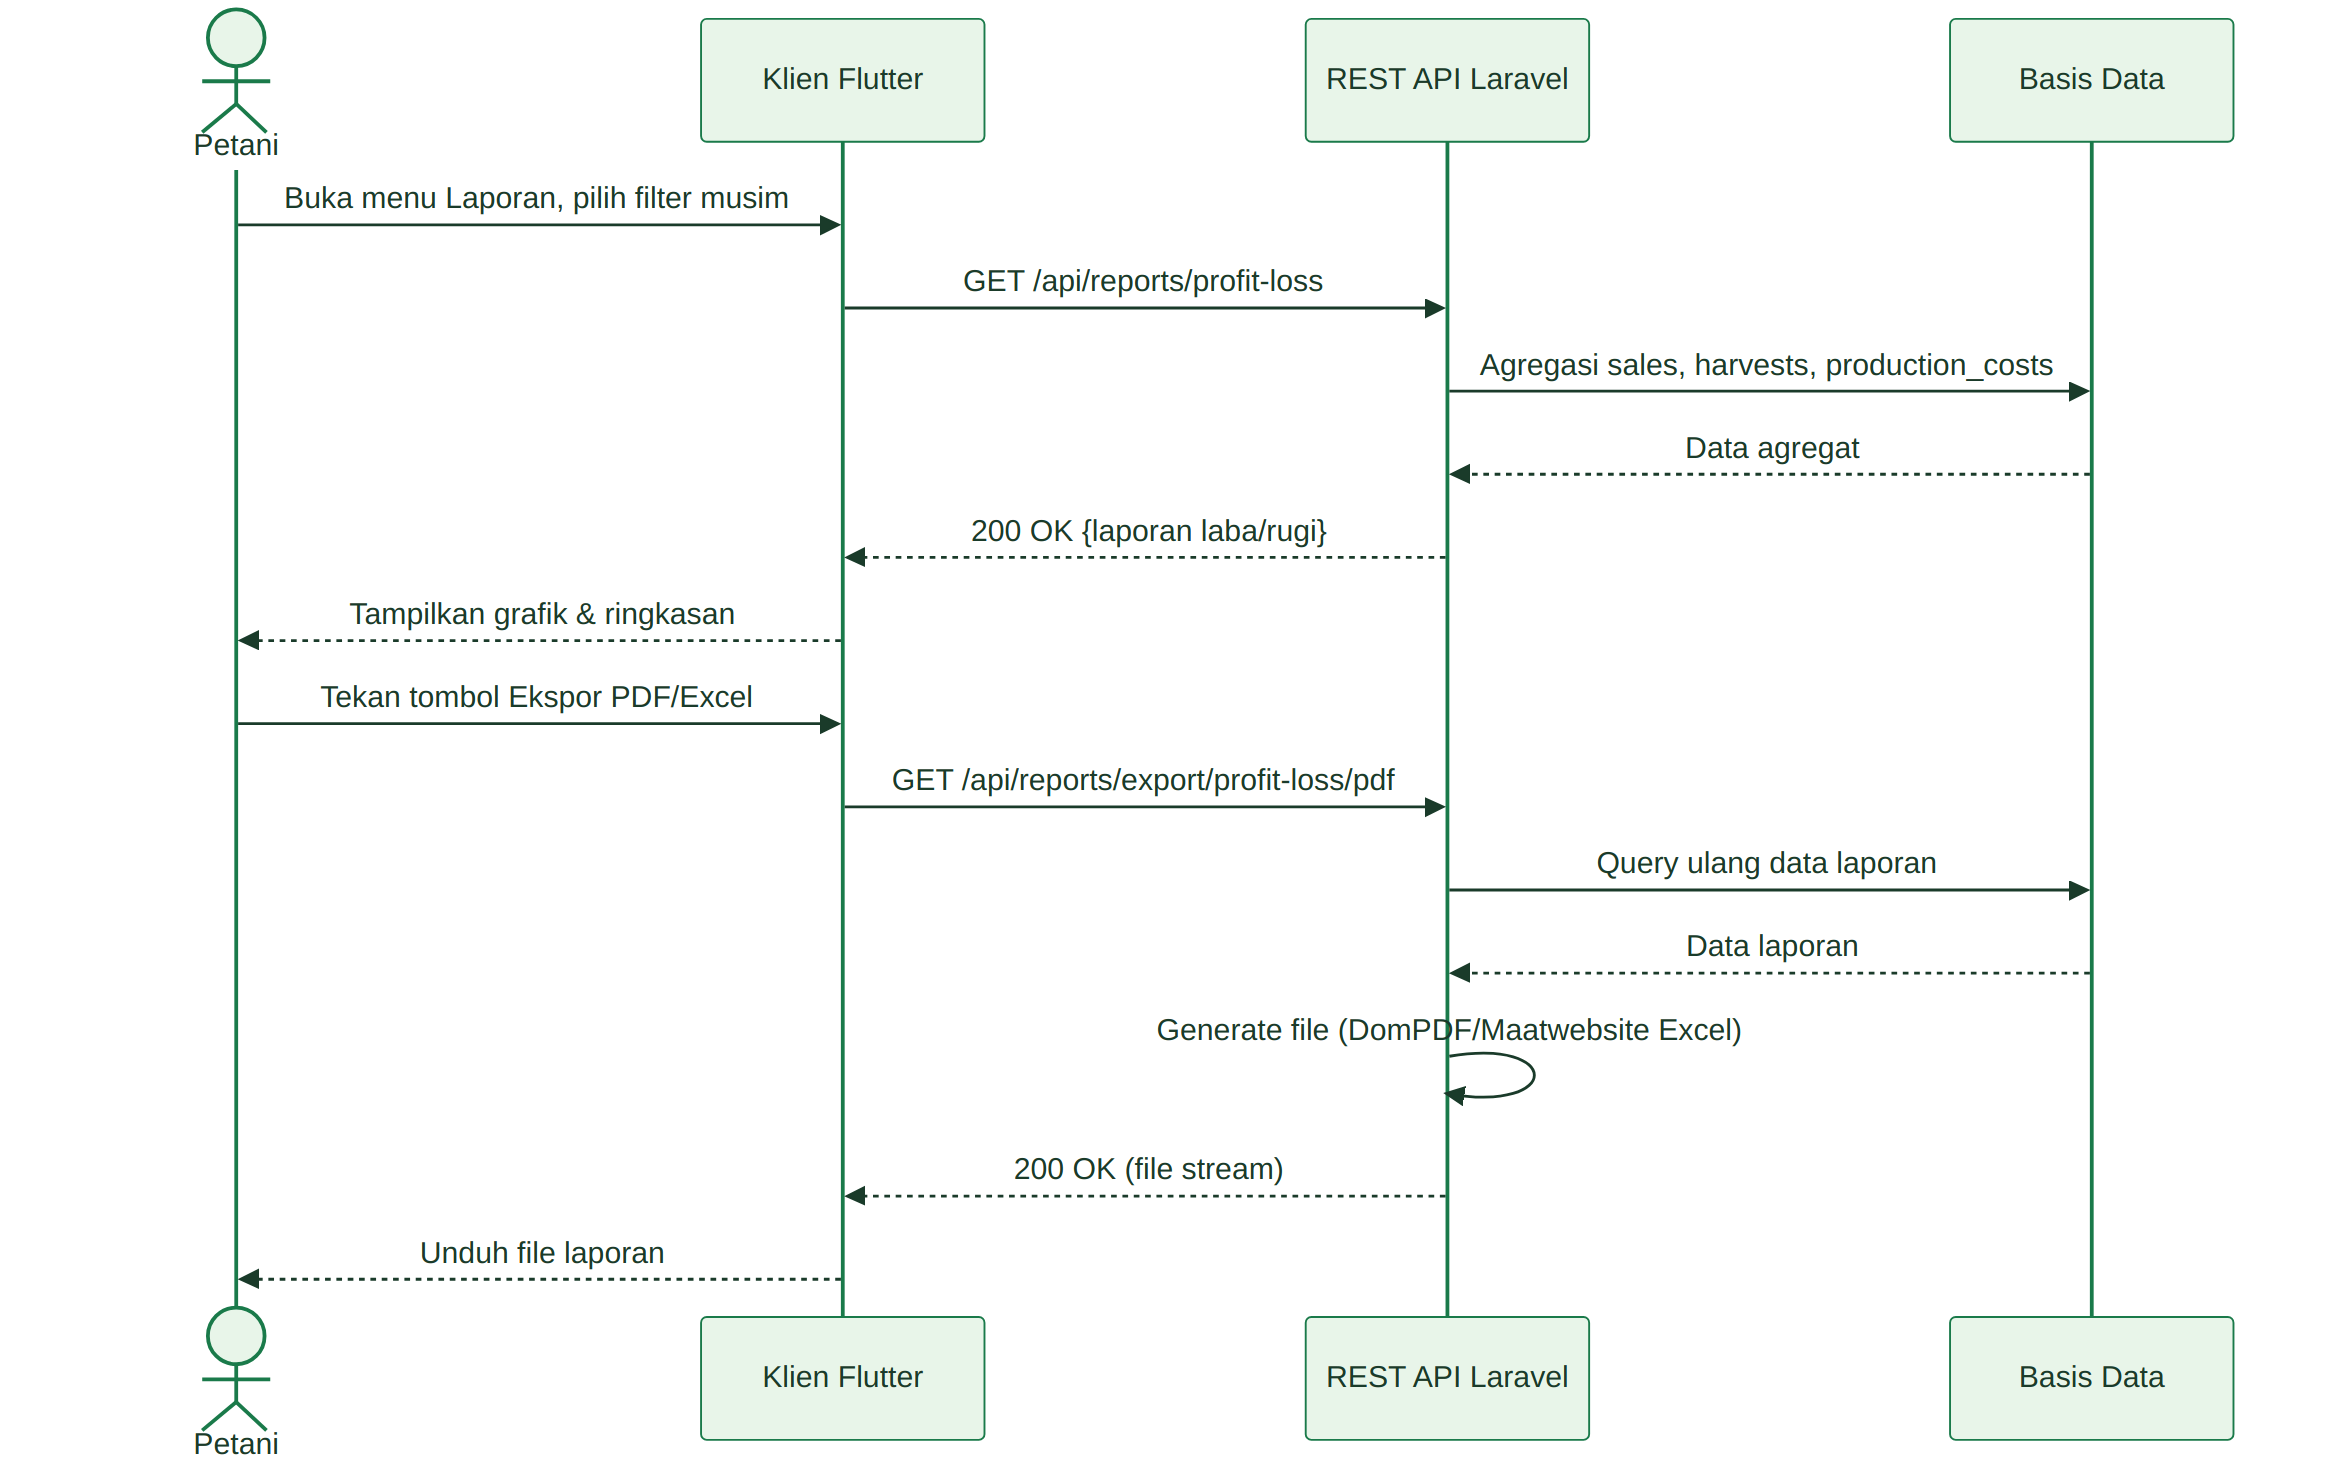 Petani
Klien Flutter
REST API Laravel
Basis Data
Buka menu Laporan, pilih filter musim
GET /api/reports/profit-loss
Agregasi sales, harvests, production_costs
Data agregat
200 OK {laporan laba/rugi}
Tampilkan grafik & ringkasan
Tekan tombol Ekspor PDF/Excel
GET /api/reports/export/profit-loss/pdf
Query ulang data laporan
Data laporan
Generate file (DomPDF/Maatwebsite Excel)
200 OK (file stream)
Unduh file laporan
Petani
Klien Flutter
REST API Laravel
Basis Data